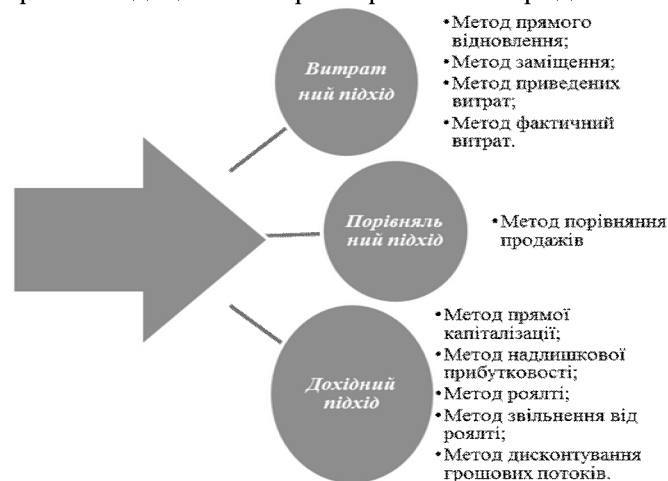 Витрат
ний підхід
•Метод прямого
відновлення;
•Метод заміщення;
•Метод приведених
витрат;
•Метод фактичний
витрат.
Порівняль
ний підхід
•Метод порівняння
продажів
Дохідний
підхід
•Метод прямої
капіталізації;
•Метод надлишкової
прибутковості;
•Метод роялті;
•Метод звільнення від
роялті;
•Метод дисконтування
грошових потоків.